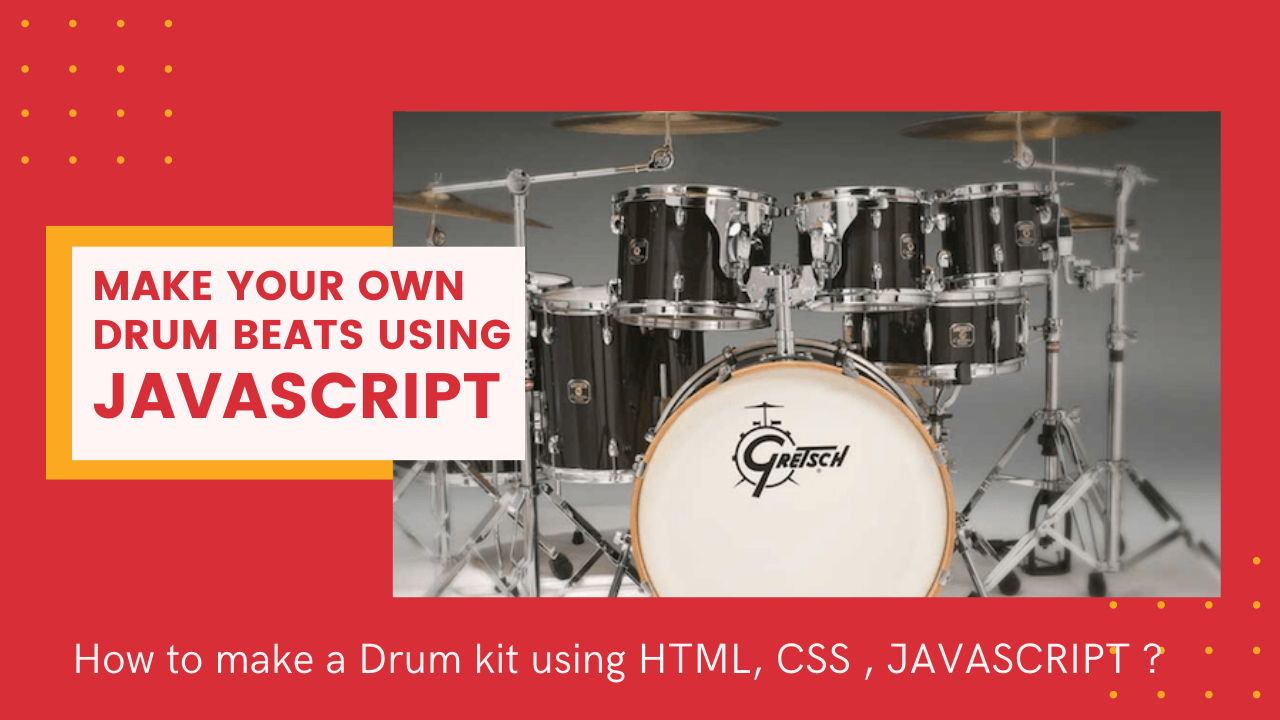 MAKE YOUR OWN
DRUM BEATS USING
JAVASCRIPT
GRETSCH
How to make a Drum kit using HTML, CSS , JAVASCRIPT ?